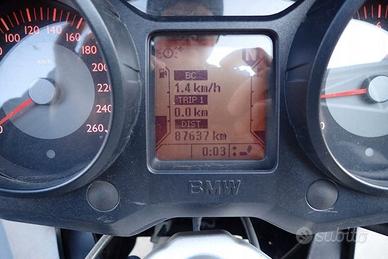 120 140
100
160
180
200
220
240
260
BC
1.4 km/h
TRIP 1
0.0 km
DIST
87637 km
0:03
BMW
subito